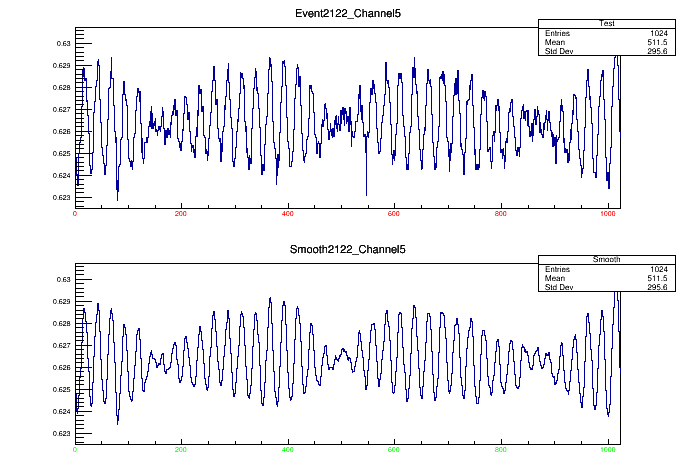 Event2122_Channel5
Test
Entries 1024
Mean 511.5
Std Dev 295.6
0.63
0.629
0.628
0.627
0.626
0.625
0.624
0.623
0 200 400 600 800 1000
Smooth2122_Channel5
Smooth
Entries 1024
Mean 511.5
Std Dev 295.6
0.63
0.629
0.628
0.627
0.626
0.625
0.624
0.623
0 200 400 600 800 1000